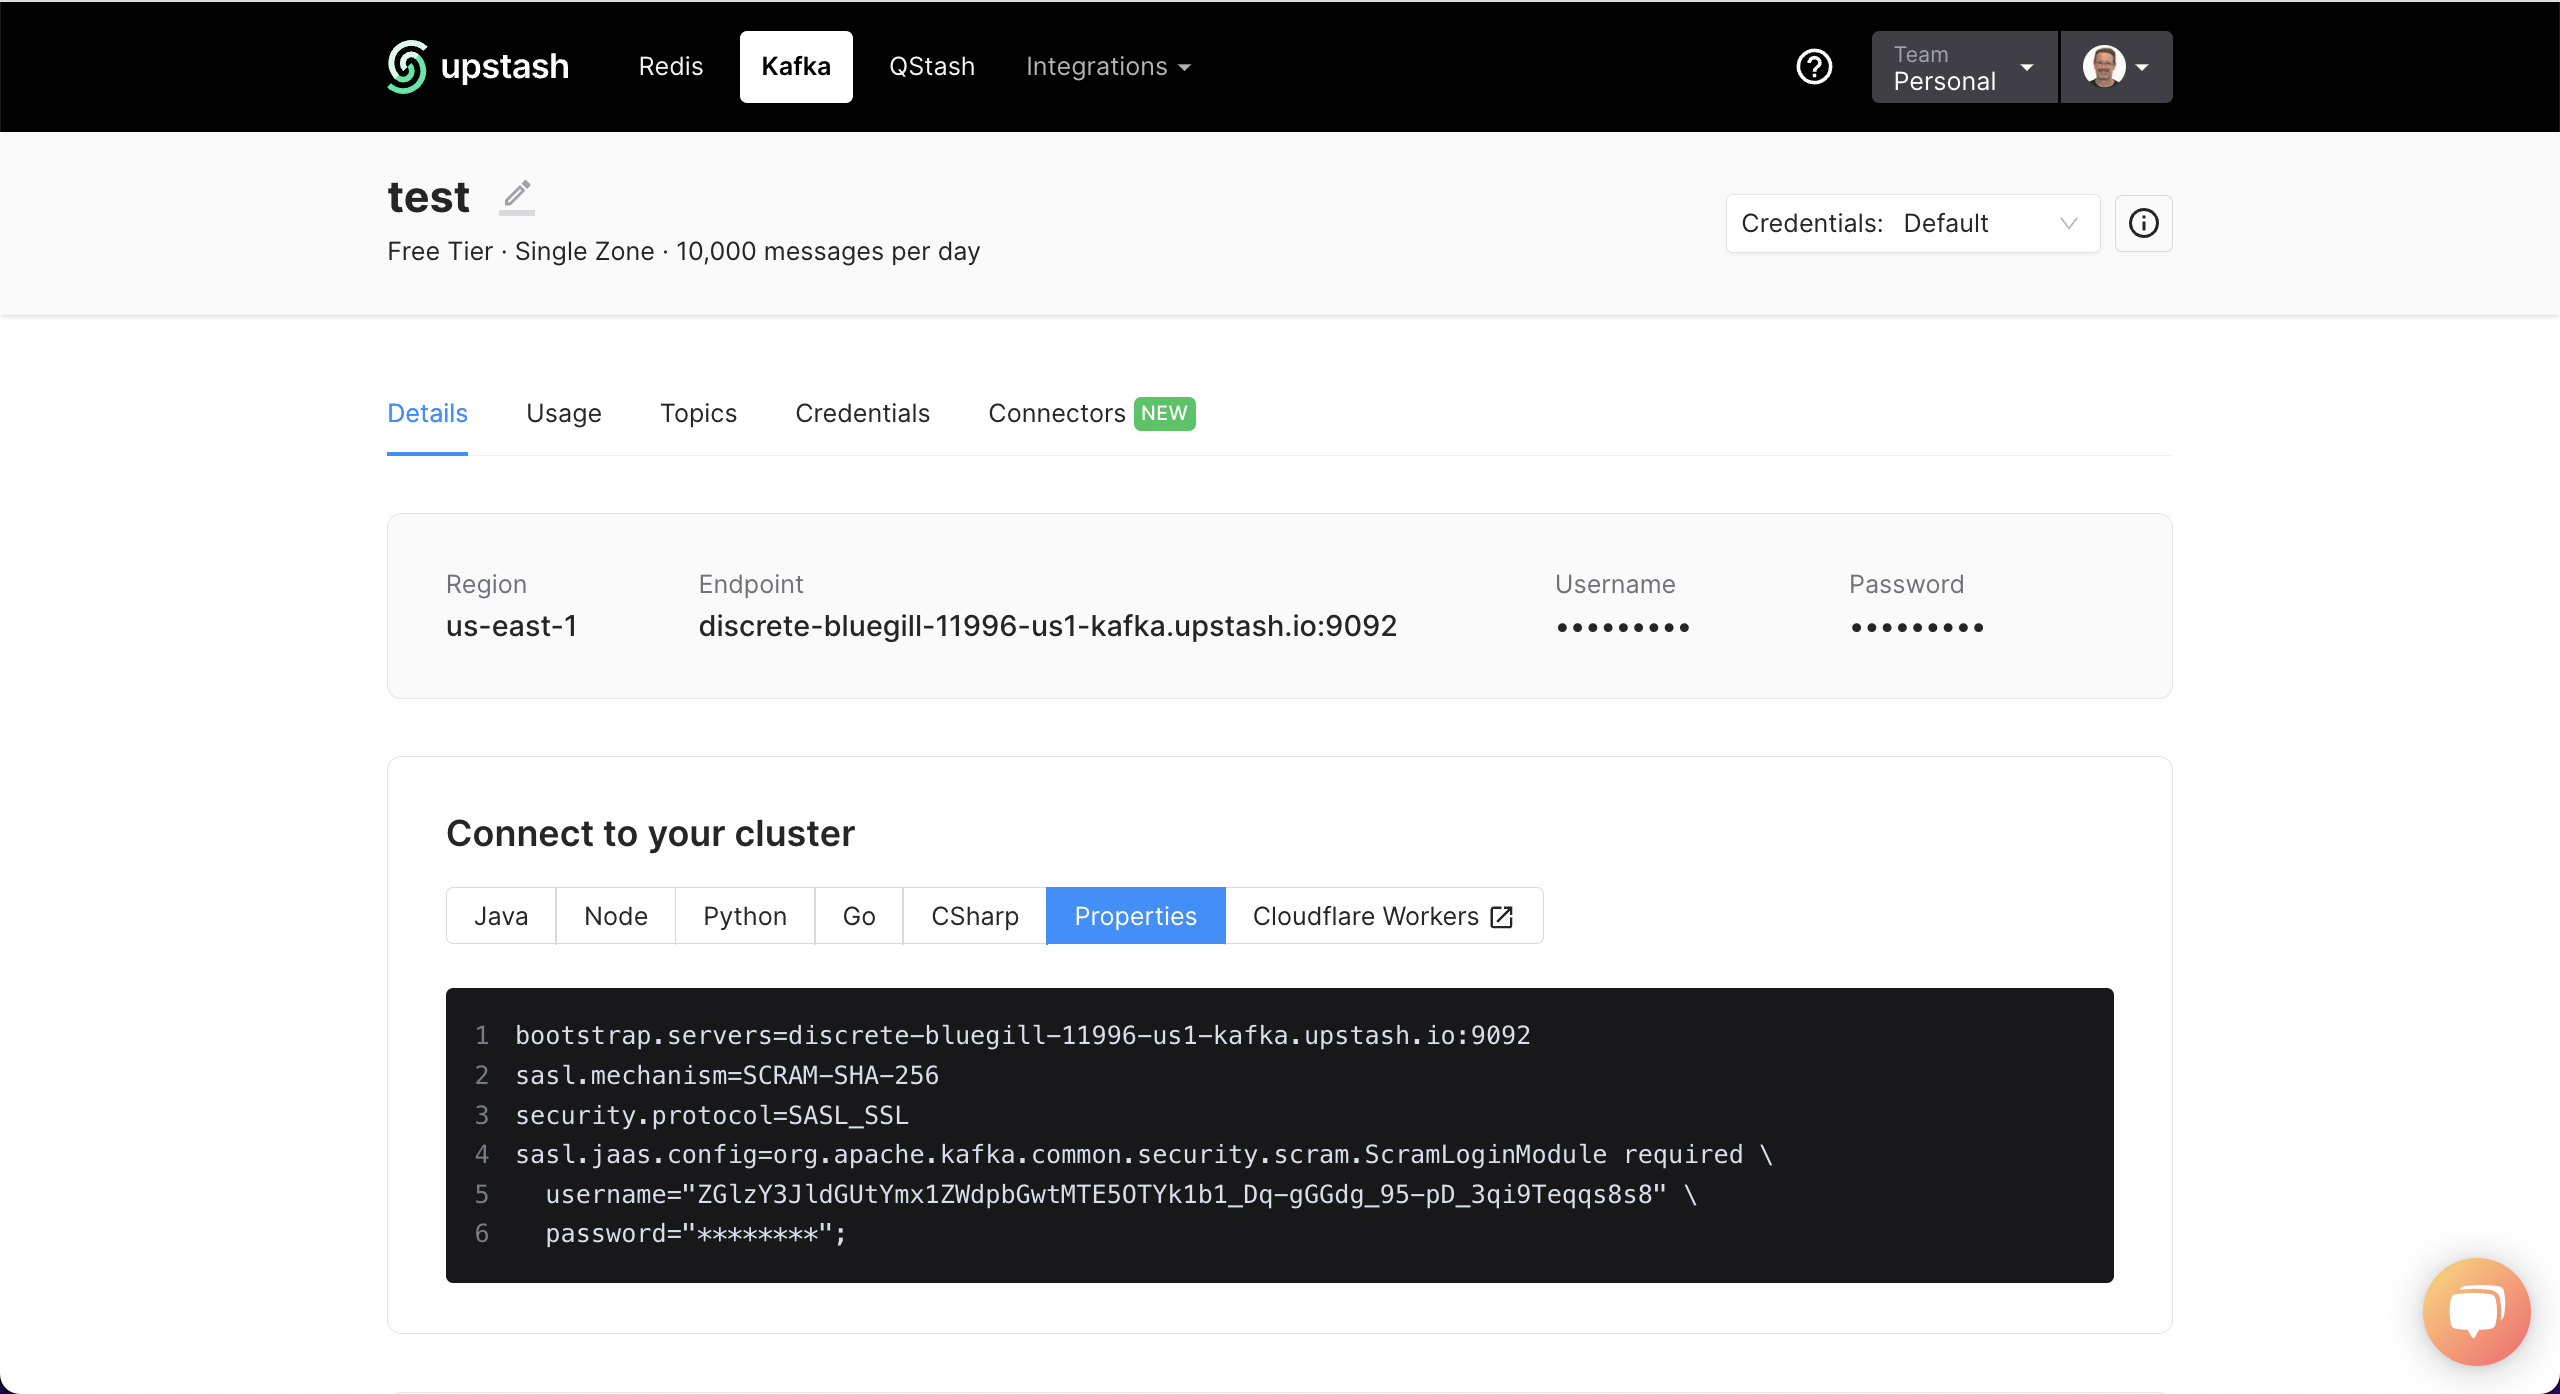 upstash Redis Kafka QStash Integrations Team Personal
test
Free Tier · Single Zone · 10,000 messages per day
Credentials: Default
Details Usage Topics Credentials Connectors NEW
Region Endpoint Username Password
us-east-1 discrete-bluegill-11996-us1-kafka.upstash.io:9092 ••••••••• •••••••••
Connect to your cluster
Java Node Python Go CSharp Properties Cloudflare Workers
1 bootstrap.servers=discrete-bluegill-11996-us1-kafka.upstash.io:9092
2 sasl.mechanism=SCRAM-SHA-256
3 security.protocol=SASL_SSL
4 sasl.jaas.config=org.apache.kafka.common.security.scram.ScramLoginModule required \
5 username="ZGlzY3JldGUtYmx1ZWdpbGwtMTE5OTYk1b1_Dq-gGGdg_95-pD_3qi9Teqqs8s8" \
6 password="********";